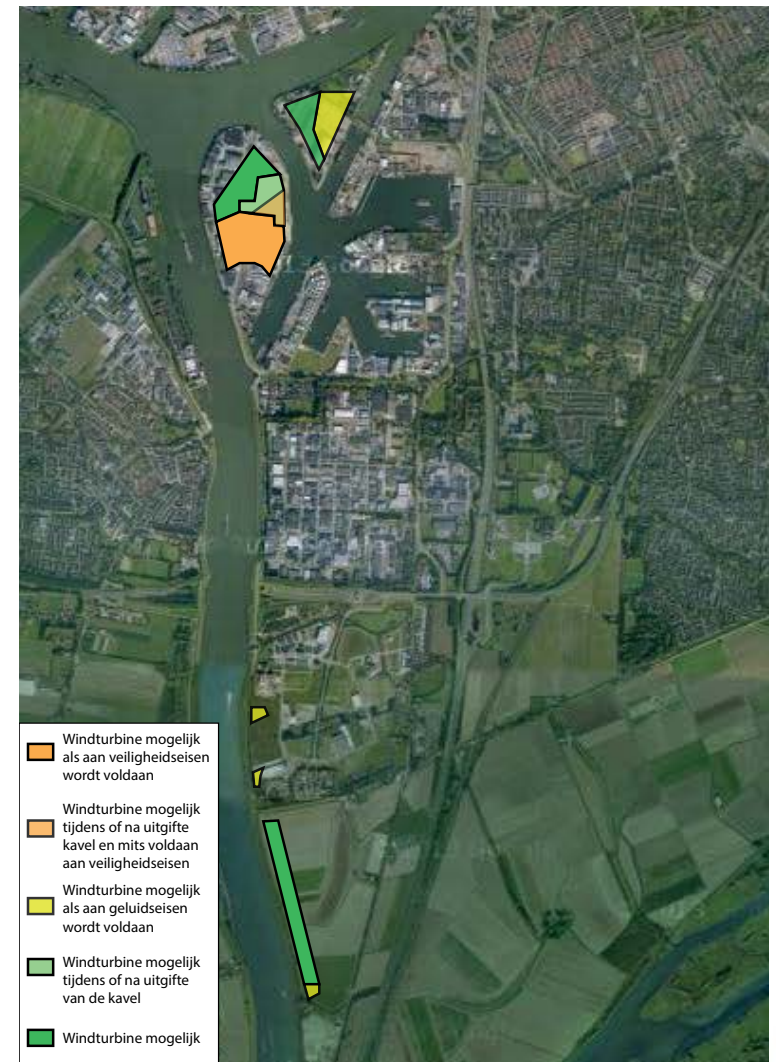 Windturbine mogelijk
als aan veiligheidseisen
wordt voldaan
Windturbine mogelijk
tijdens of na uitgifte
kavel en mits voldaan
aan veiligheidseisen
Windturbine mogelijk
als aan geluidseisen
wordt voldaan
Windturbine mogelijk
tijdens of na uitgifte
van de kavel
Windturbine mogelijk